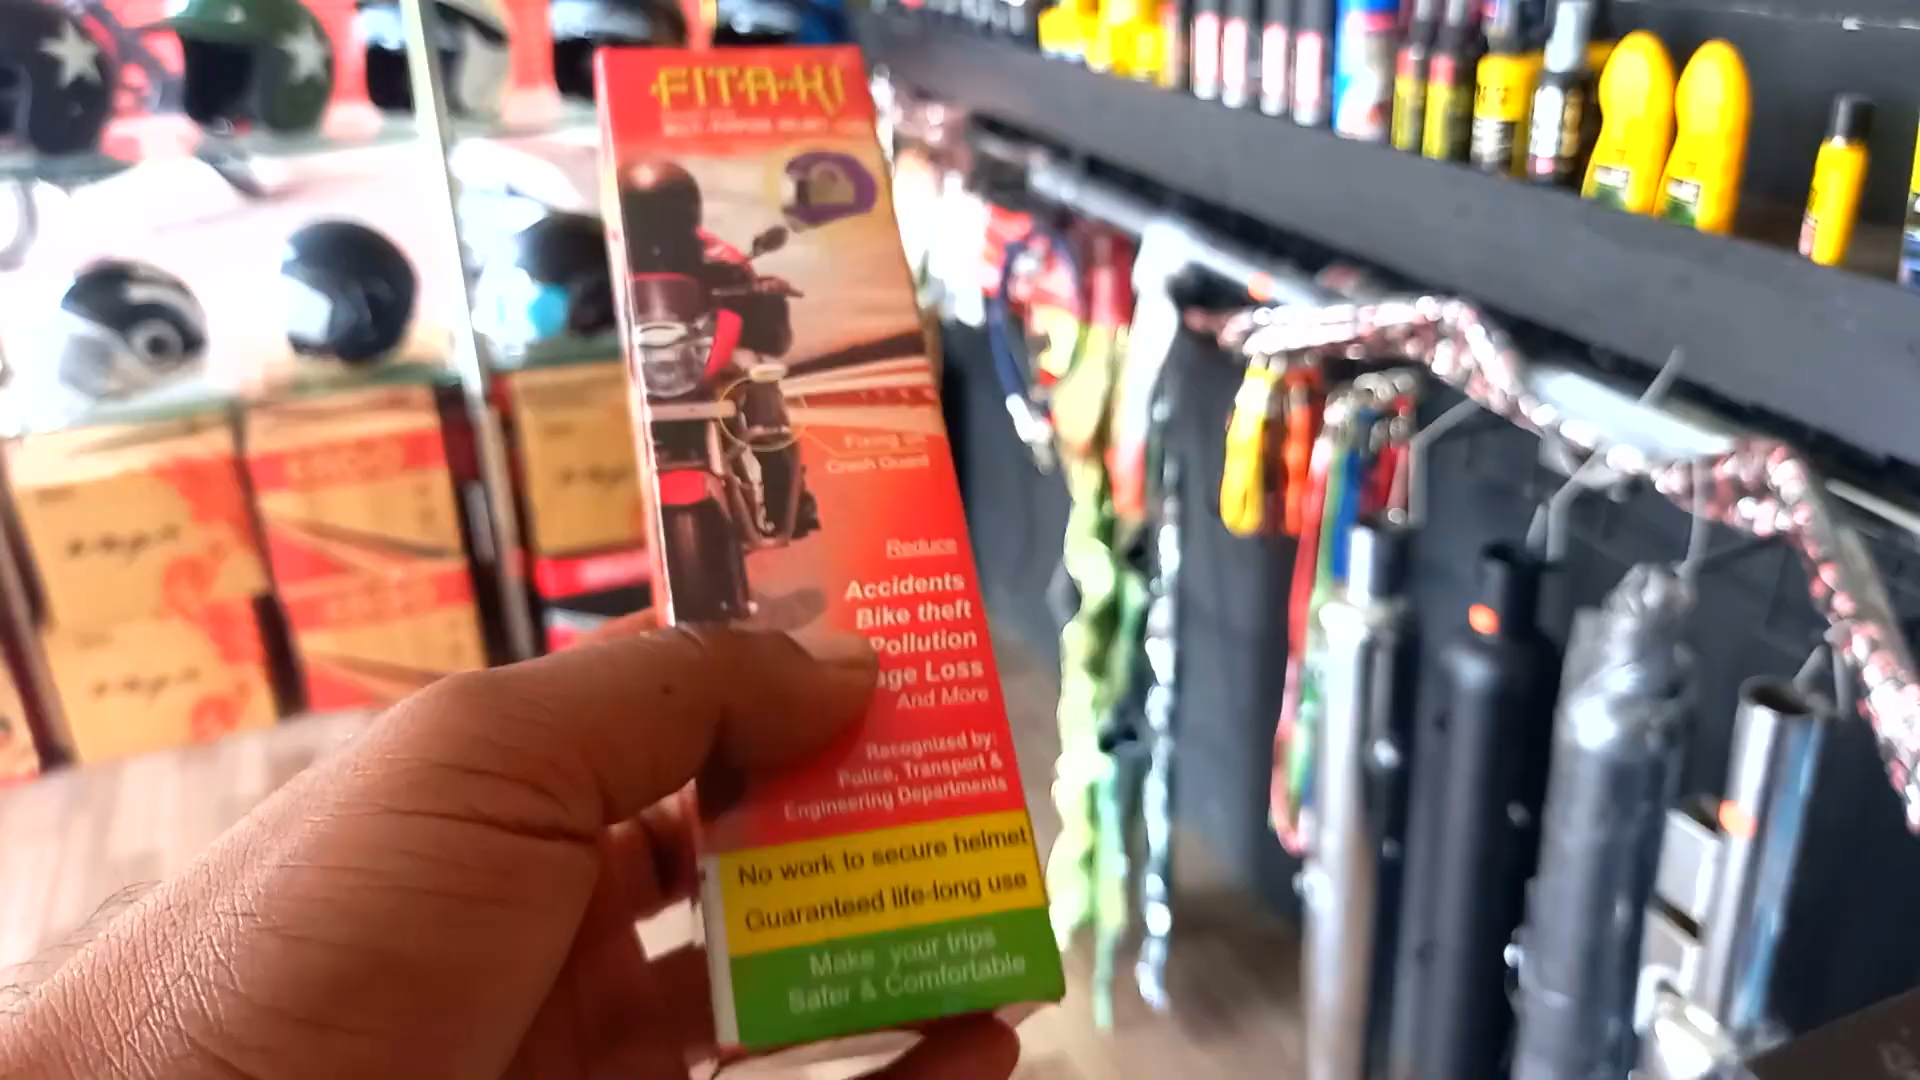 FITA-KI
Fixing on
Crash Guard
Reduce
Accidents
Bike theft
Pollution
age Loss
And More
Recognized by:
Police, Transport &
Engineering Departments
No work to secure helmet
Guaranteed life-long use
Make your trips
Safer & Comfortable